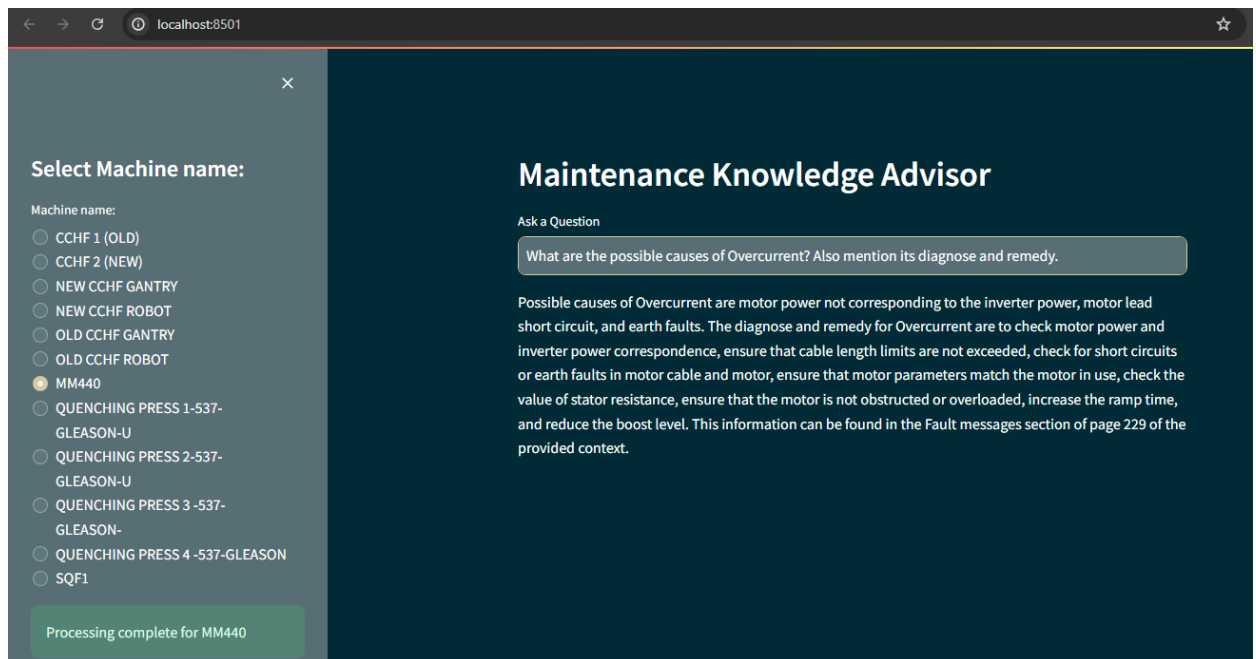 localhost:8501
Select Machine name:
Machine name:
CCHF 1 (OLD)
CCHF 2 (NEW)
NEW CCHF GANTRY
NEW CCHF ROBOT
OLD CCHF GANTRY
OLD CCHF ROBOT
MM440
QUENCHING PRESS 1-537-
GLEASON-U
QUENCHING PRESS 2-537-
GLEASON-U
QUENCHING PRESS 3 -537-
GLEASON-
QUENCHING PRESS 4 -537-GLEASON
SQF1
Processing complete for MM440
Maintenance Knowledge Advisor
Ask a Question
What are the possible causes of Overcurrent? Also mention its diagnose and remedy.
Possible causes of Overcurrent are motor power not corresponding to the inverter power, motor lead
short circuit, and earth faults. The diagnose and remedy for Overcurrent are to check motor power and
inverter power correspondence, ensure that cable length limits are not exceeded, check for short circuits
or earth faults in motor cable and motor, ensure that motor parameters match the motor in use, check the
value of stator resistance, ensure that the motor is not obstructed or overloaded, increase the ramp time,
and reduce the boost level. This information can be found in the Fault messages section of page 229 of the
provided context.